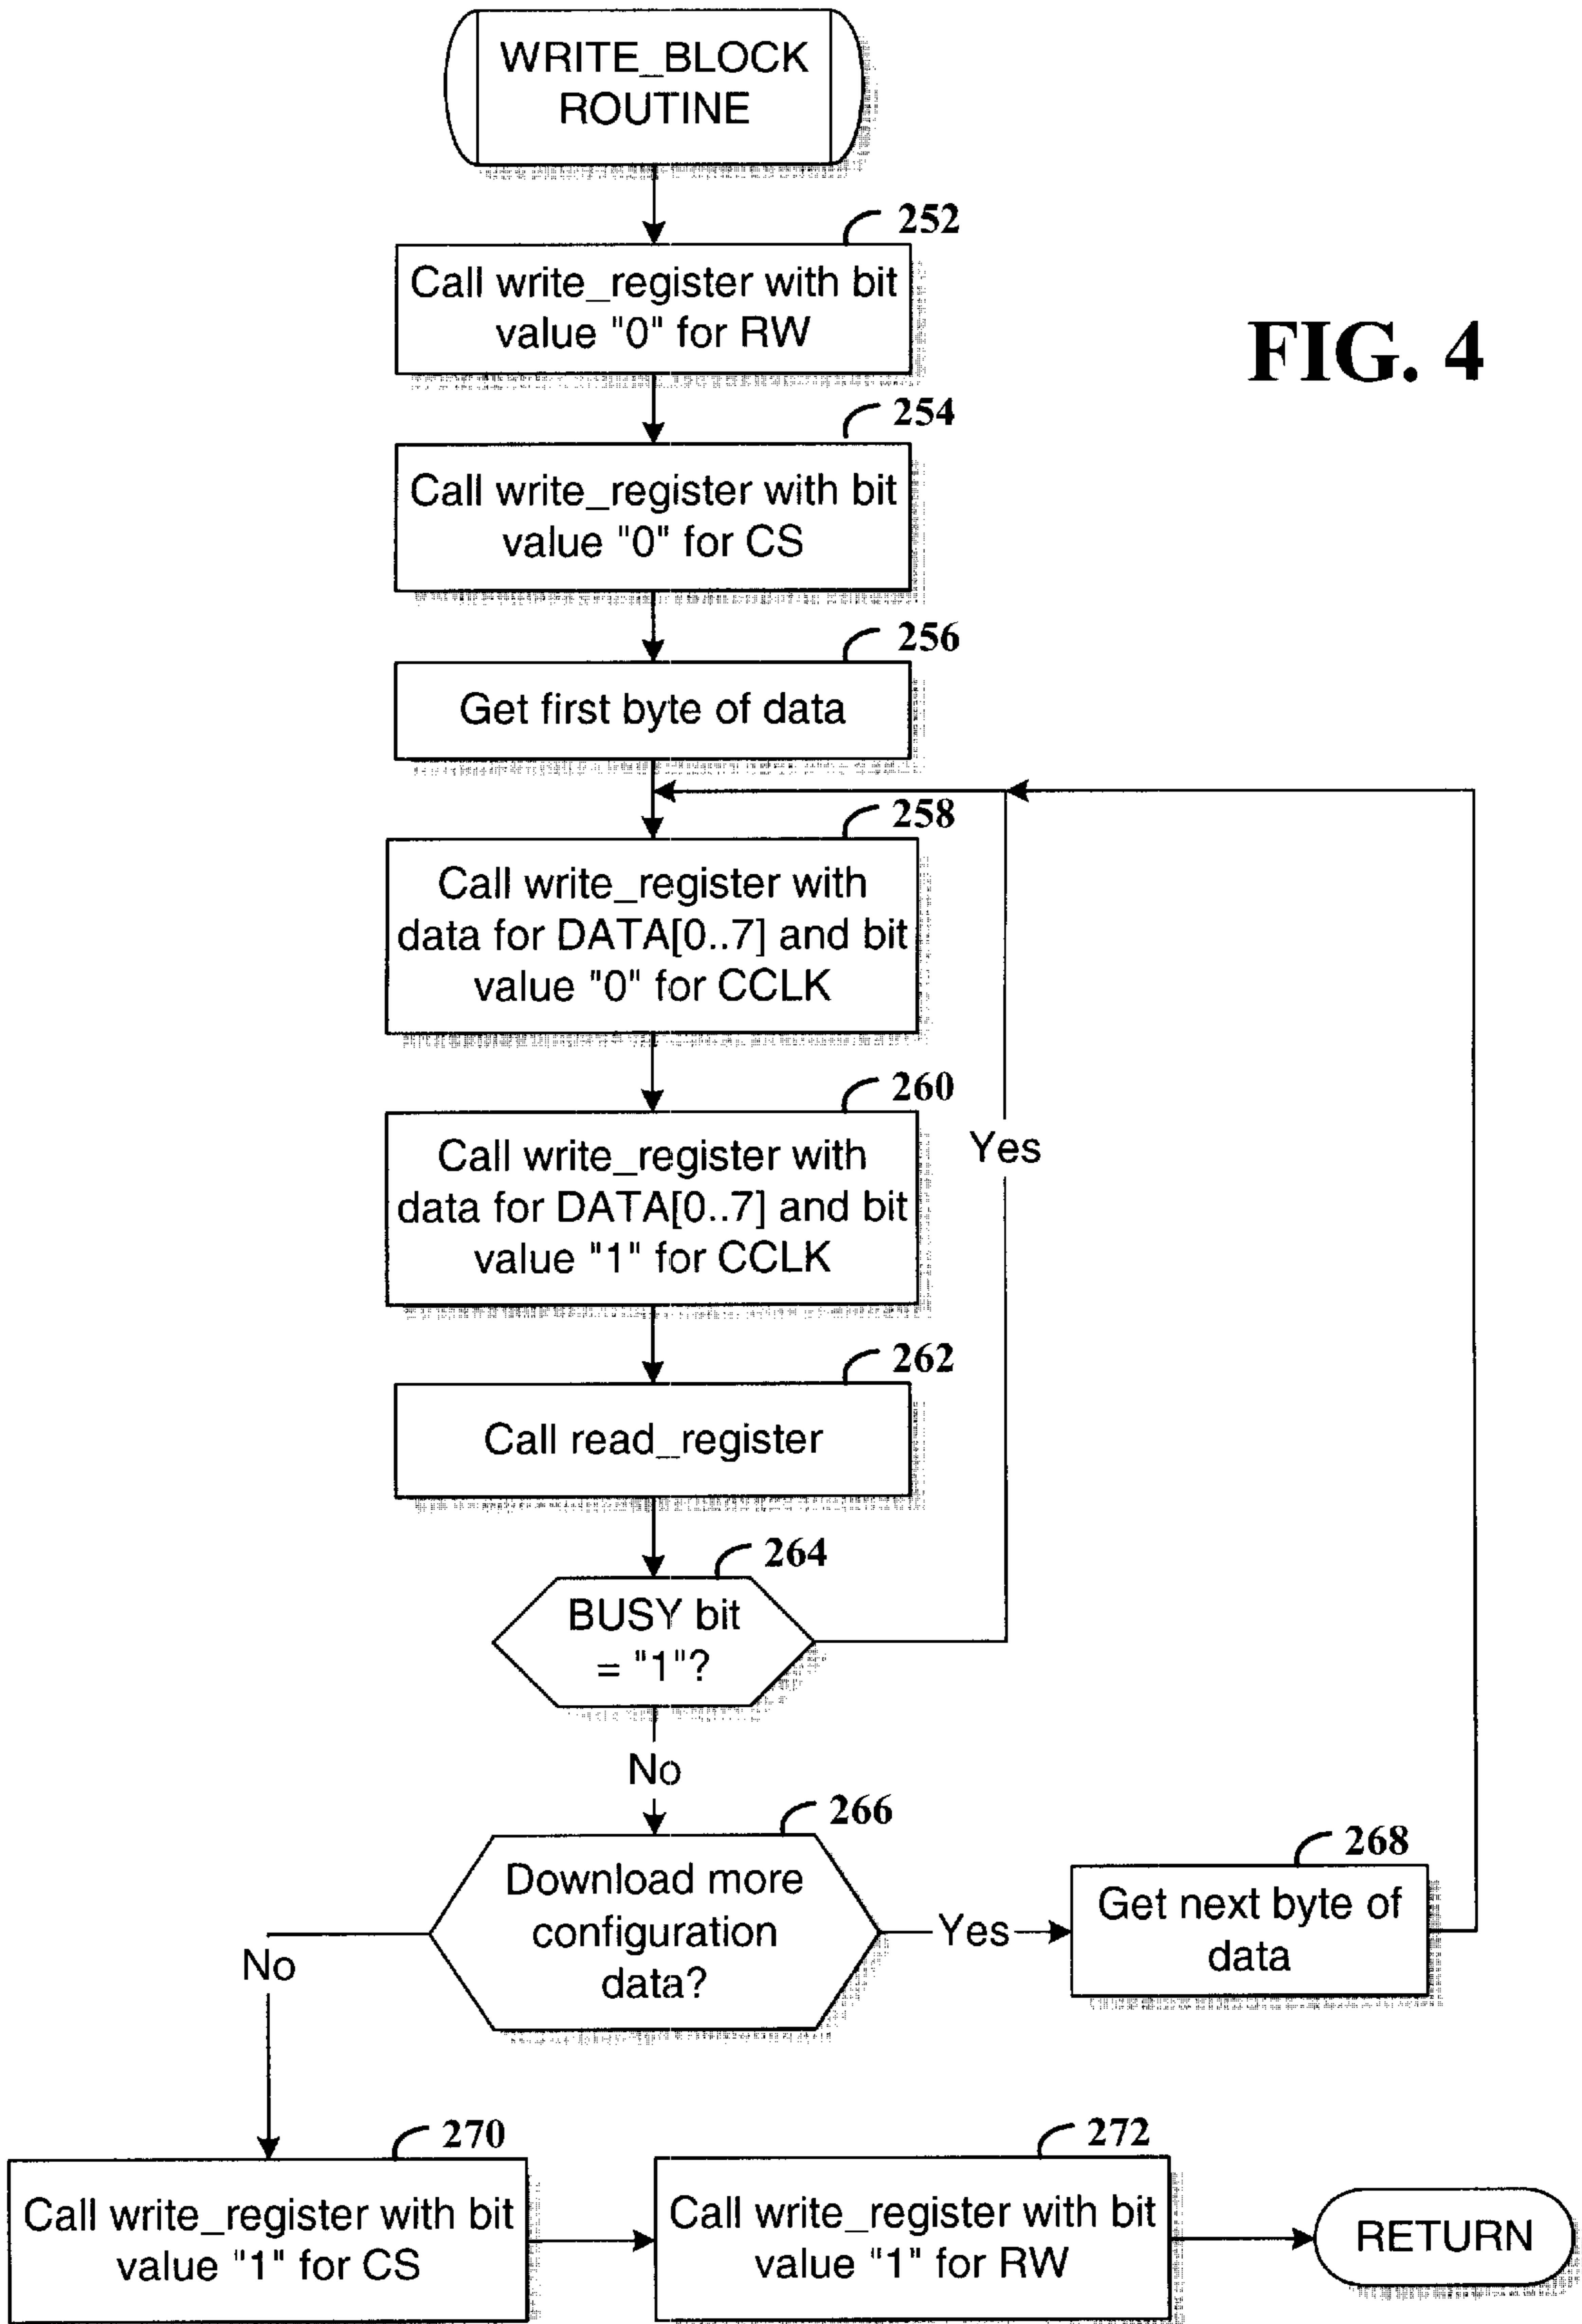 WRITE_BLOCK
ROUTINE
252
Call write_register with bit
value "0" for RW
FIG. 4
254
Call write_register with bit
value "0" for CS
256
Get first byte of data
258
Call write_register with
data for DATA[0..7] and bit
value "0" for CCLK
260
Call write_register with
data for DATA[0..7] and bit
value "1" for CCLK
Yes
262
Call read_register
264
BUSY bit
= "1"?
No
266
Download more
configuration
data?
Yes
268
Get next byte of
data
No
270
Call write_register with bit
value "1" for CS
272
Call write_register with bit
value "1" for RW
RETURN